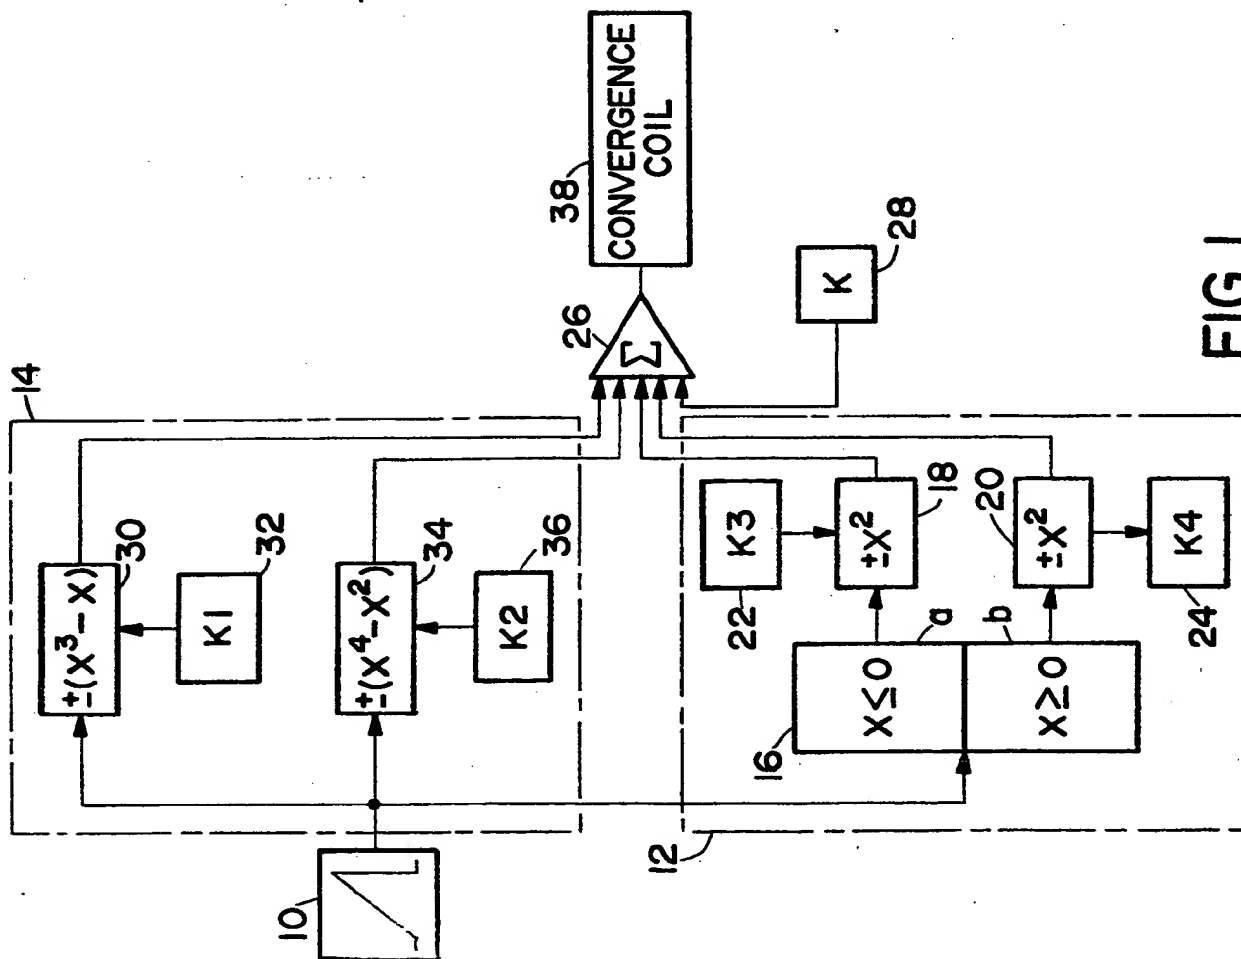 14
30
±(X³-X)
32
K1
34
±(X⁴-X²)
36
K2
10
26
Σ
38
CONVERGENCE
COIL
K
28
12
16
X≤0
a
X≥0
b
22
K3
18
±X²
20
±X²
24
K4
FIG. 1